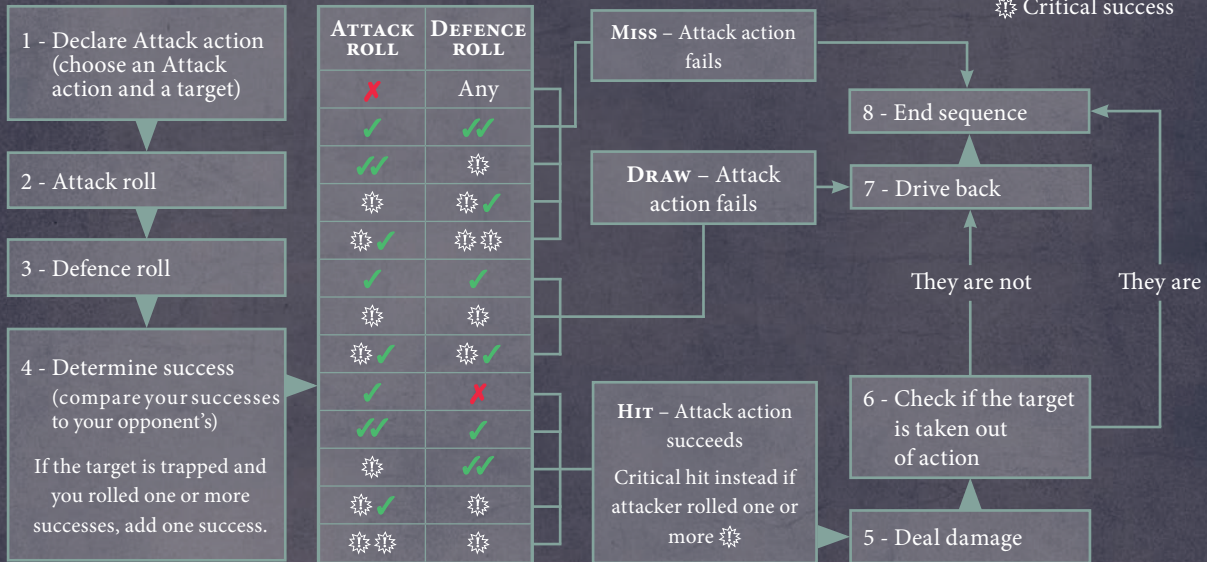 Critical success
1 - Declare Attack action
(choose an Attack
action and a target)
2 - Attack roll
3 - Defence roll
4 - Determine success
(compare your successes
to your opponent's)
If the target is trapped and
you rolled one or more
successes, add one success.
ATTACK ROLL DEFENCE ROLL
✗ Any
✓ ✓✓
✓✓ !
! !✓
!✓ !!
✓ ✓
! !
!✓ !✓
✓ ✗
✓✓ ✓
! ✓✓
!✓ !
!! !
MISS – Attack action
fails
DRAW – Attack
action fails
HIT – Attack action
succeeds
Critical hit instead if
attacker rolled one or
more !
5 - Deal damage
6 - Check if the target
is taken out
of action
They are not
They are
7 - Drive back
8 - End sequence